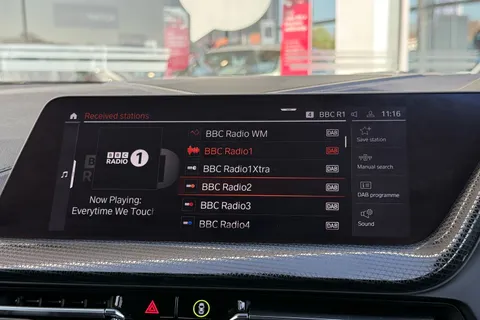 Received stations
4 BBC R1
11:16
BBC Radio WM DAB
BBC Radio1 DAB
BBC Radio1Xtra
BBC Radio2 DAB
BBC Radio3 DAB
BBC Radio4 DAB
BBC
RADIO 1
Now Playing:
Everytime We Touc
Save station
Manual search
DAB programme
Sound